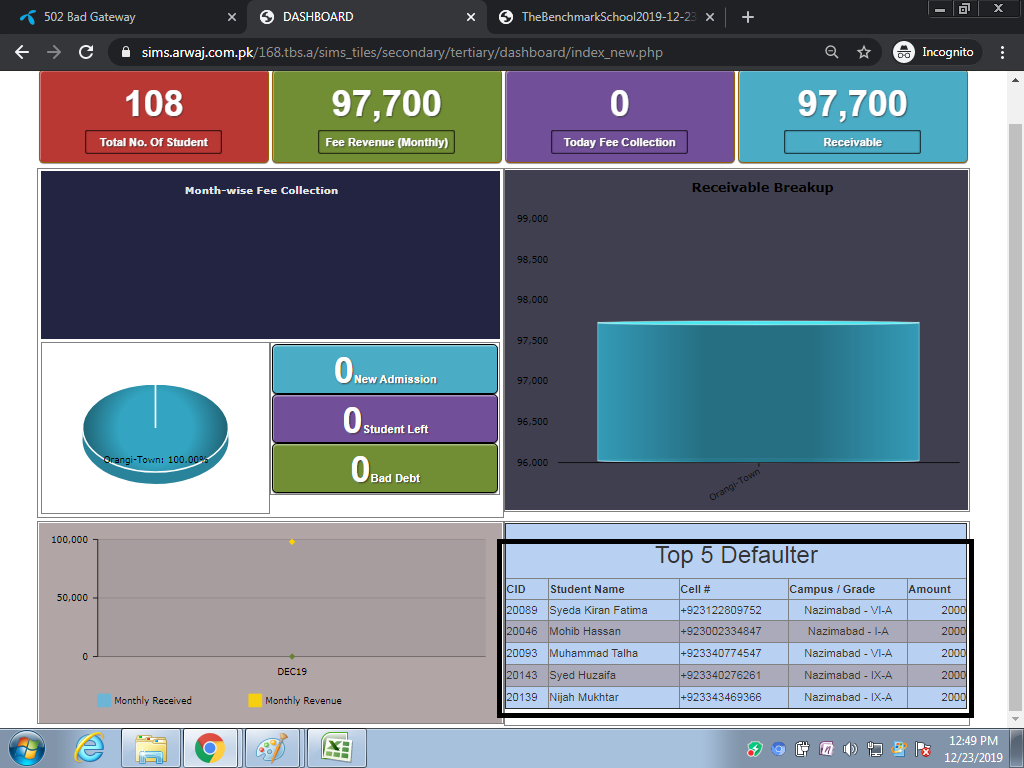 502 Bad Gateway
DASHBOARD
TheBenchmarkSchool2019-12-23
sims.arwaj.com.pk/168.tbs.a/sims_tiles/secondary/tertiary/dashboard/index_new.php
Incognito
108
Total No. Of Student
97,700
Fee Revenue (Monthly)
0
Today Fee Collection
97,700
Receivable
Month-wise Fee Collection
Orangi-Town: 100.00%
0 New Admission
0 Student Left
0 Bad Debt
Receivable Breakup
99,000
98,500
98,000
97,500
97,000
96,500
96,000
Orangi-Town
100,000
50,000
0
DEC19
Monthly Received Monthly Revenue
Top 5 Defaulter
CID Student Name Cell # Campus / Grade Amount
20089 Syeda Kiran Fatima +923122809752 Nazimabad - VI-A 2000
20046 Mohib Hassan +923002334847 Nazimabad - I-A 2000
20093 Muhammad Talha +923340774547 Nazimabad - VI-A 2000
20143 Syed Huzaifa +923340276261 Nazimabad - IX-A 2000
20139 Nijah Mukhtar +923343469366 Nazimabad - IX-A 2000
12:49 PM
12/23/2019